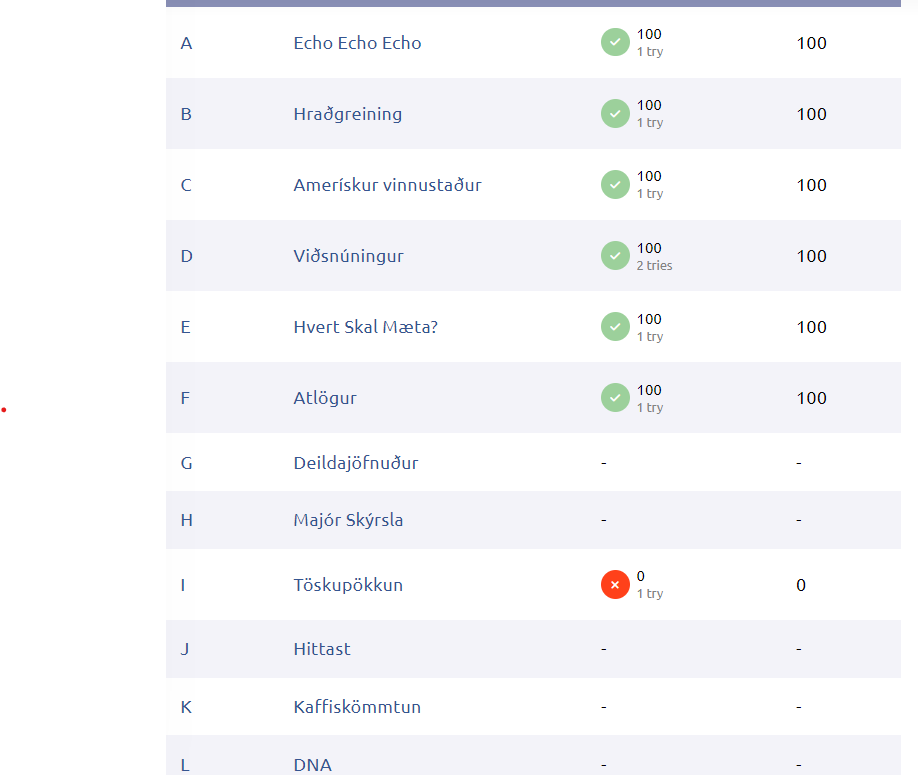 A Echo Echo Echo 100 100
1 try
B Hraðgreining 100 100
1 try
C Amerískur vinnustaður 100 100
1 try
D Viðsnúningur 100 100
2 tries
E Hvert Skal Mæta? 100 100
1 try
F Atlögur 100 100
1 try
G Deildajöfnuður - -
H Majór Skýrsla - -
I Töskupökkun 0 0
1 try
J Hittast - -
K Kaffiskömmtun - -
L DNA - -